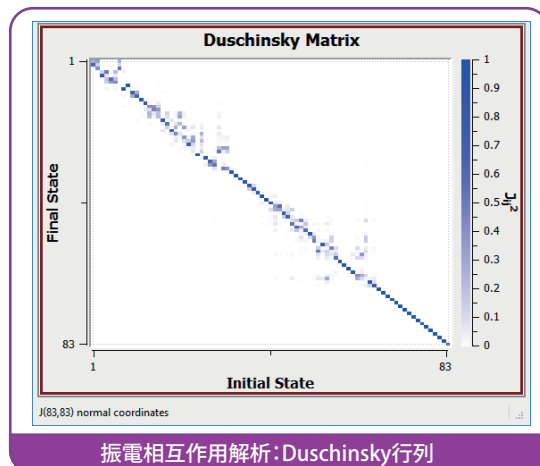 Duschinsky Matrix
1
83
Final State
1
83
Initial State
1
0.9
0.8
0.7
0.6
0.5
0.4
0.3
0.2
0.1
0
Jij²
J(83,83) normal coordinates
振電相互作用解析：Duschinsky行列